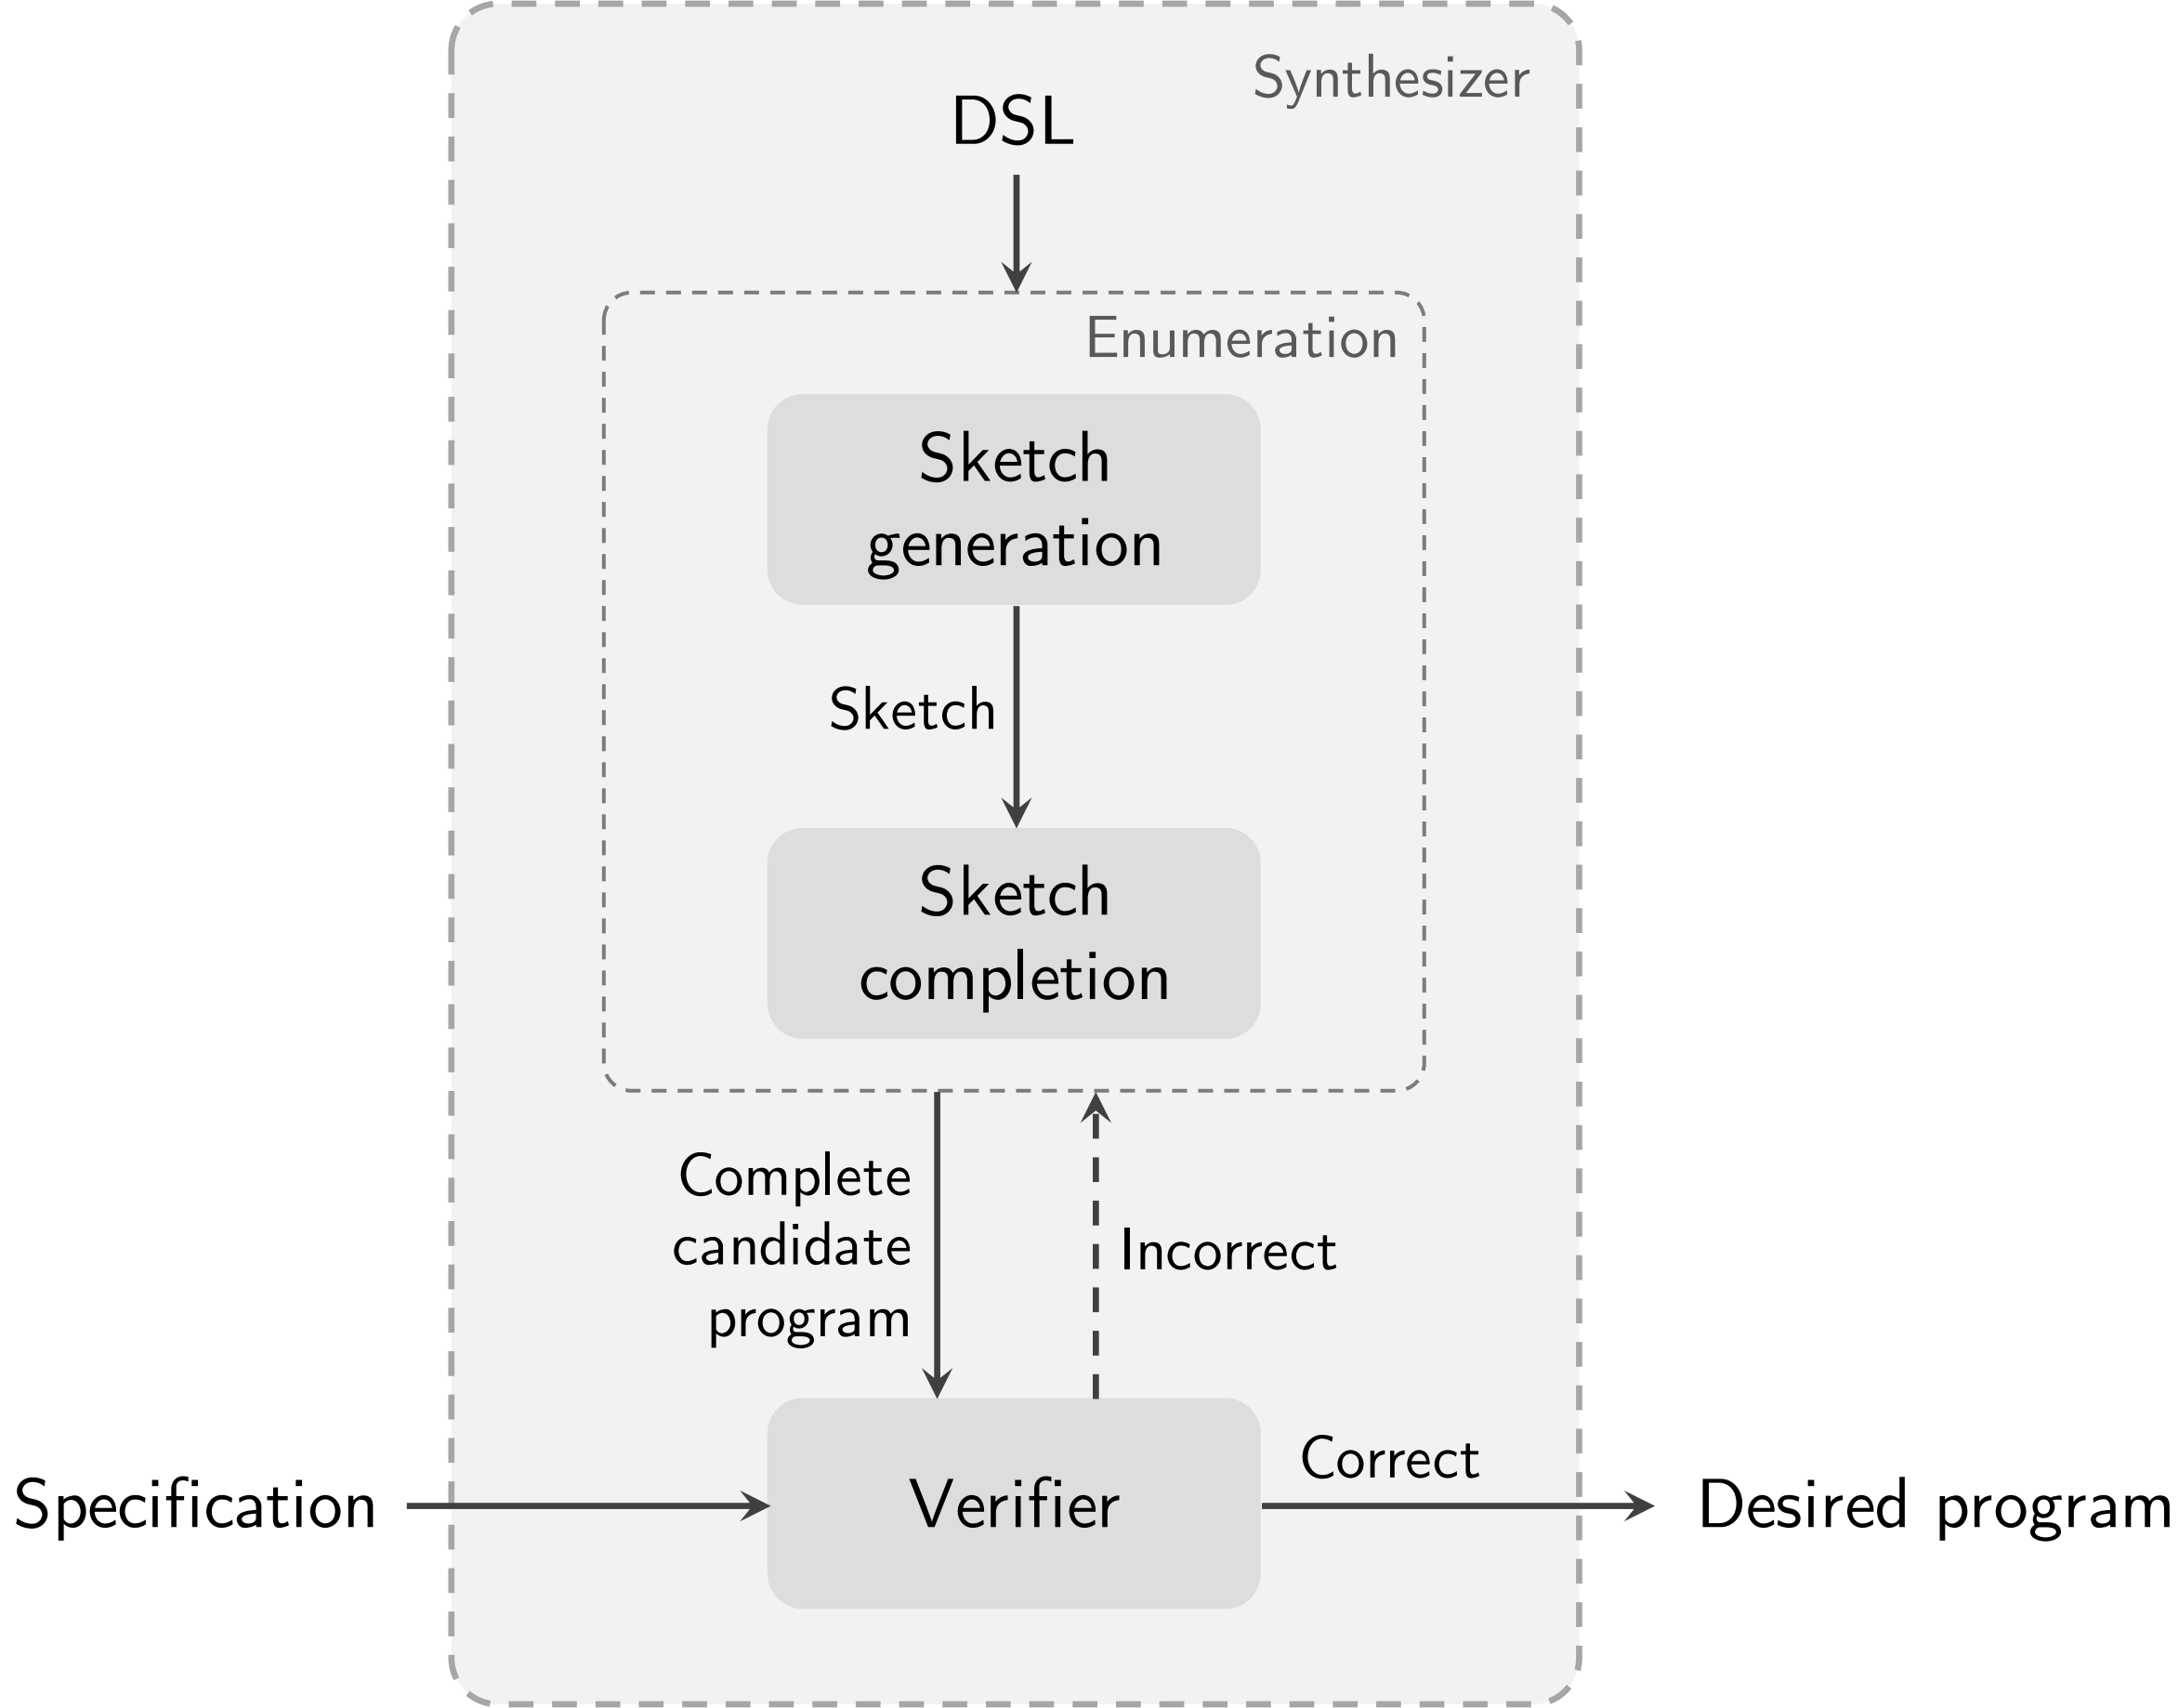 Synthesizer
DSL
Enumeration
Sketch
generation
Sketch
Sketch
completion
Complete
candidate
program
Incorrect
Correct
Specification
Verifier
Desired program